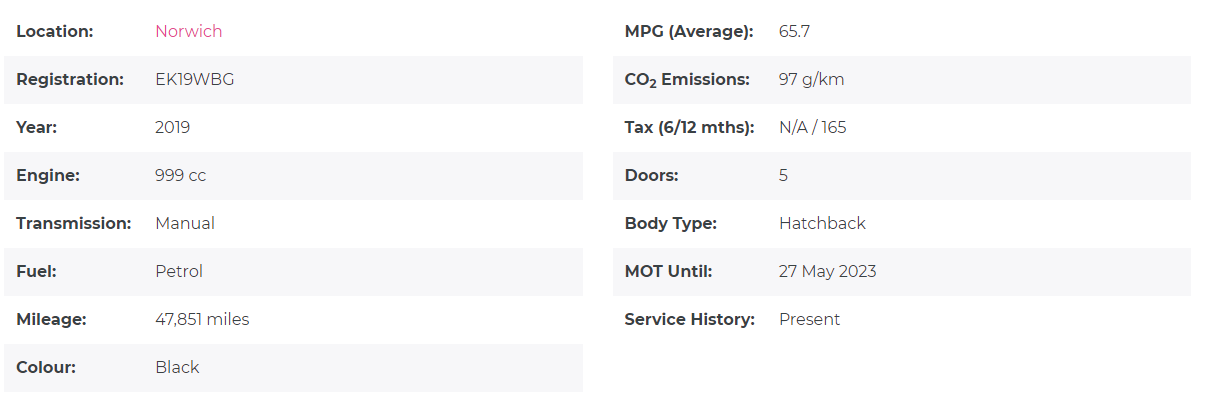 Location: Norwich
Registration: EK19WBG
Year: 2019
Engine: 999 cc
Transmission: Manual
Fuel: Petrol
Mileage: 47,851 miles
Colour: Black
MPG (Average): 65.7
CO₂ Emissions: 97 g/km
Tax (6/12 mths): N/A / 165
Doors: 5
Body Type: Hatchback
MOT Until: 27 May 2023
Service History: Present